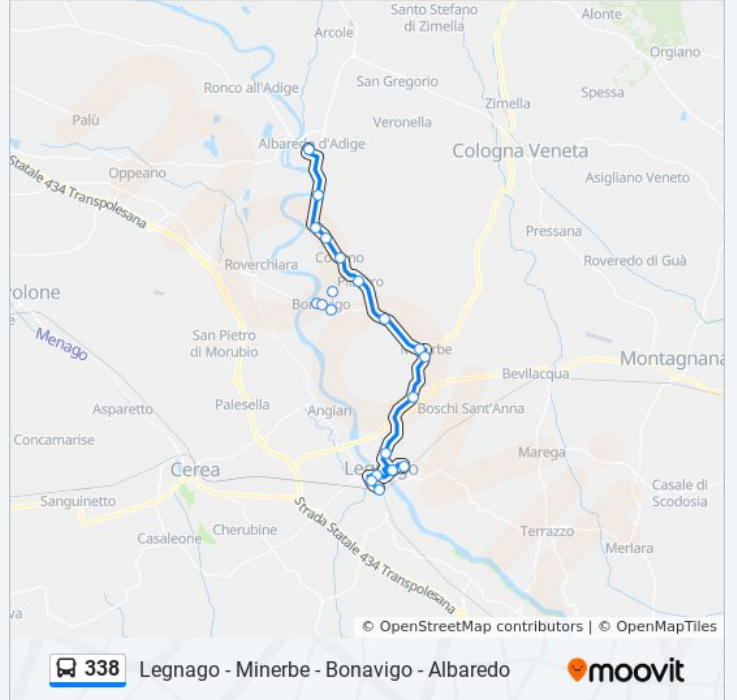 Santo Stefano
di Zimella
Alonte
Arcole
Orgiano
San Gregorio
Ronco all'Adige
Spessa
Zimella
Palù
Veronella
Albaredo d'Adige
Cologna Veneta
Statale 434 Transpolesana
Oppeano
Asigliano Veneto
Pressana
Roveredo di Guà
Roverchiara
olone
San Pietro
di Morubio
Menago
Montagnana
Bevilacqua
Palesella
Asparetto
Angiari
Boschi Sant'Anna
Concamarise
Marega
Cerea
Legnago
Casale di
Scodosia
Sanguinetto
Strada Statale 434 Transpolesana
Cherubine
Terrazzo
Casaleone
Merlara
va
© OpenStreetMap contributors | © OpenMapTiles
338 Legnago - Minerbe - Bonavigo - Albaredo
moovit